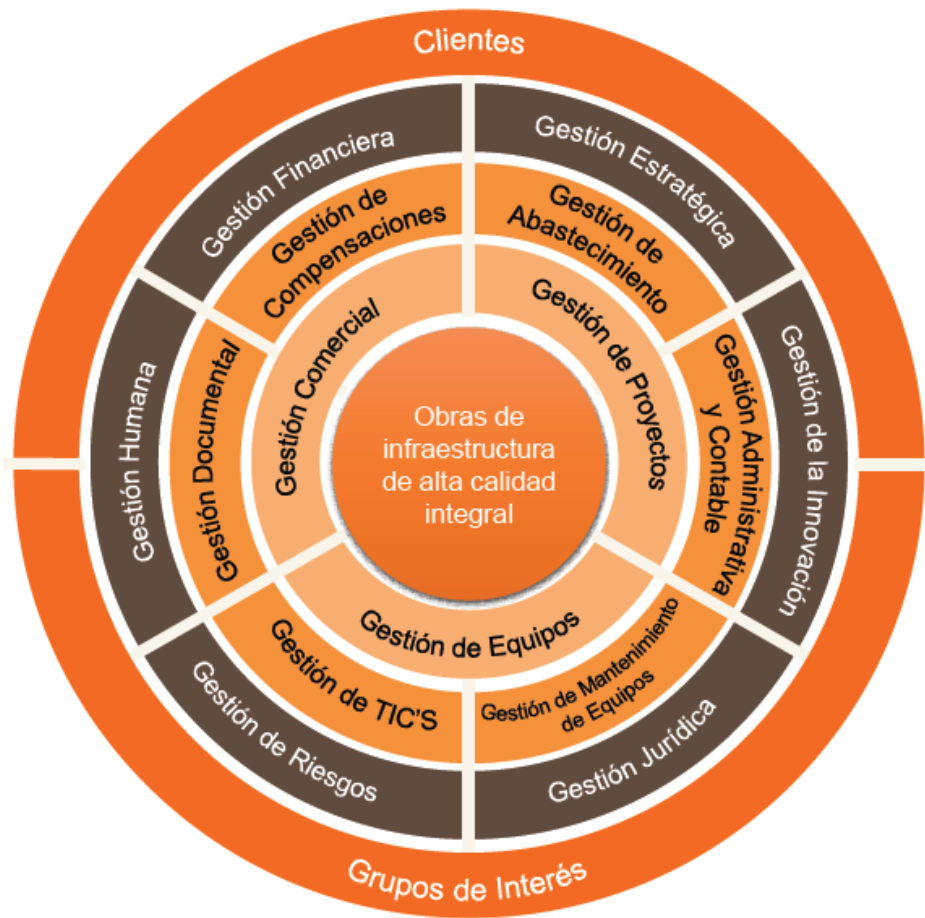 Clientes
Gestión Financiera
Gestión Estratégica
Gestión de
Compensaciones
Gestión de
Abastecimiento
Gestión Comercial
Gestión de Proyectos
Gestión Humana
Gestión Documental
Obras de
infraestructura
de alta calidad
integral
Gestión Administrativa
y Contable
Gestión de la Innovación
Gestión de Equipos
Gestión de TIC'S
Gestión de Mantenimiento
de Equipos
Gestión de Riesgos
Gestión Jurídica
Grupos de Interés